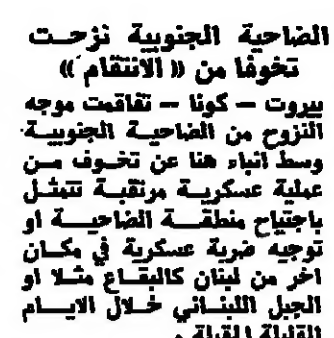 الضاحية الجنوبية نزحت
تخوفا من (( الانتقام ))
بيروت – كونا – تفاقمت موجه
النزوح من الضاحية الجنوبية
وسط انباء هنا عن تخوف من
عملية عسكرية مرتقبة تتمثل
باجتياح منطقة الضاحية او
توجيه ضربة عسكرية في مكان
اخر من لبنان كالبقاع مثلا او
الجبل اللبناني خلال الايام
القليلة المقبلة